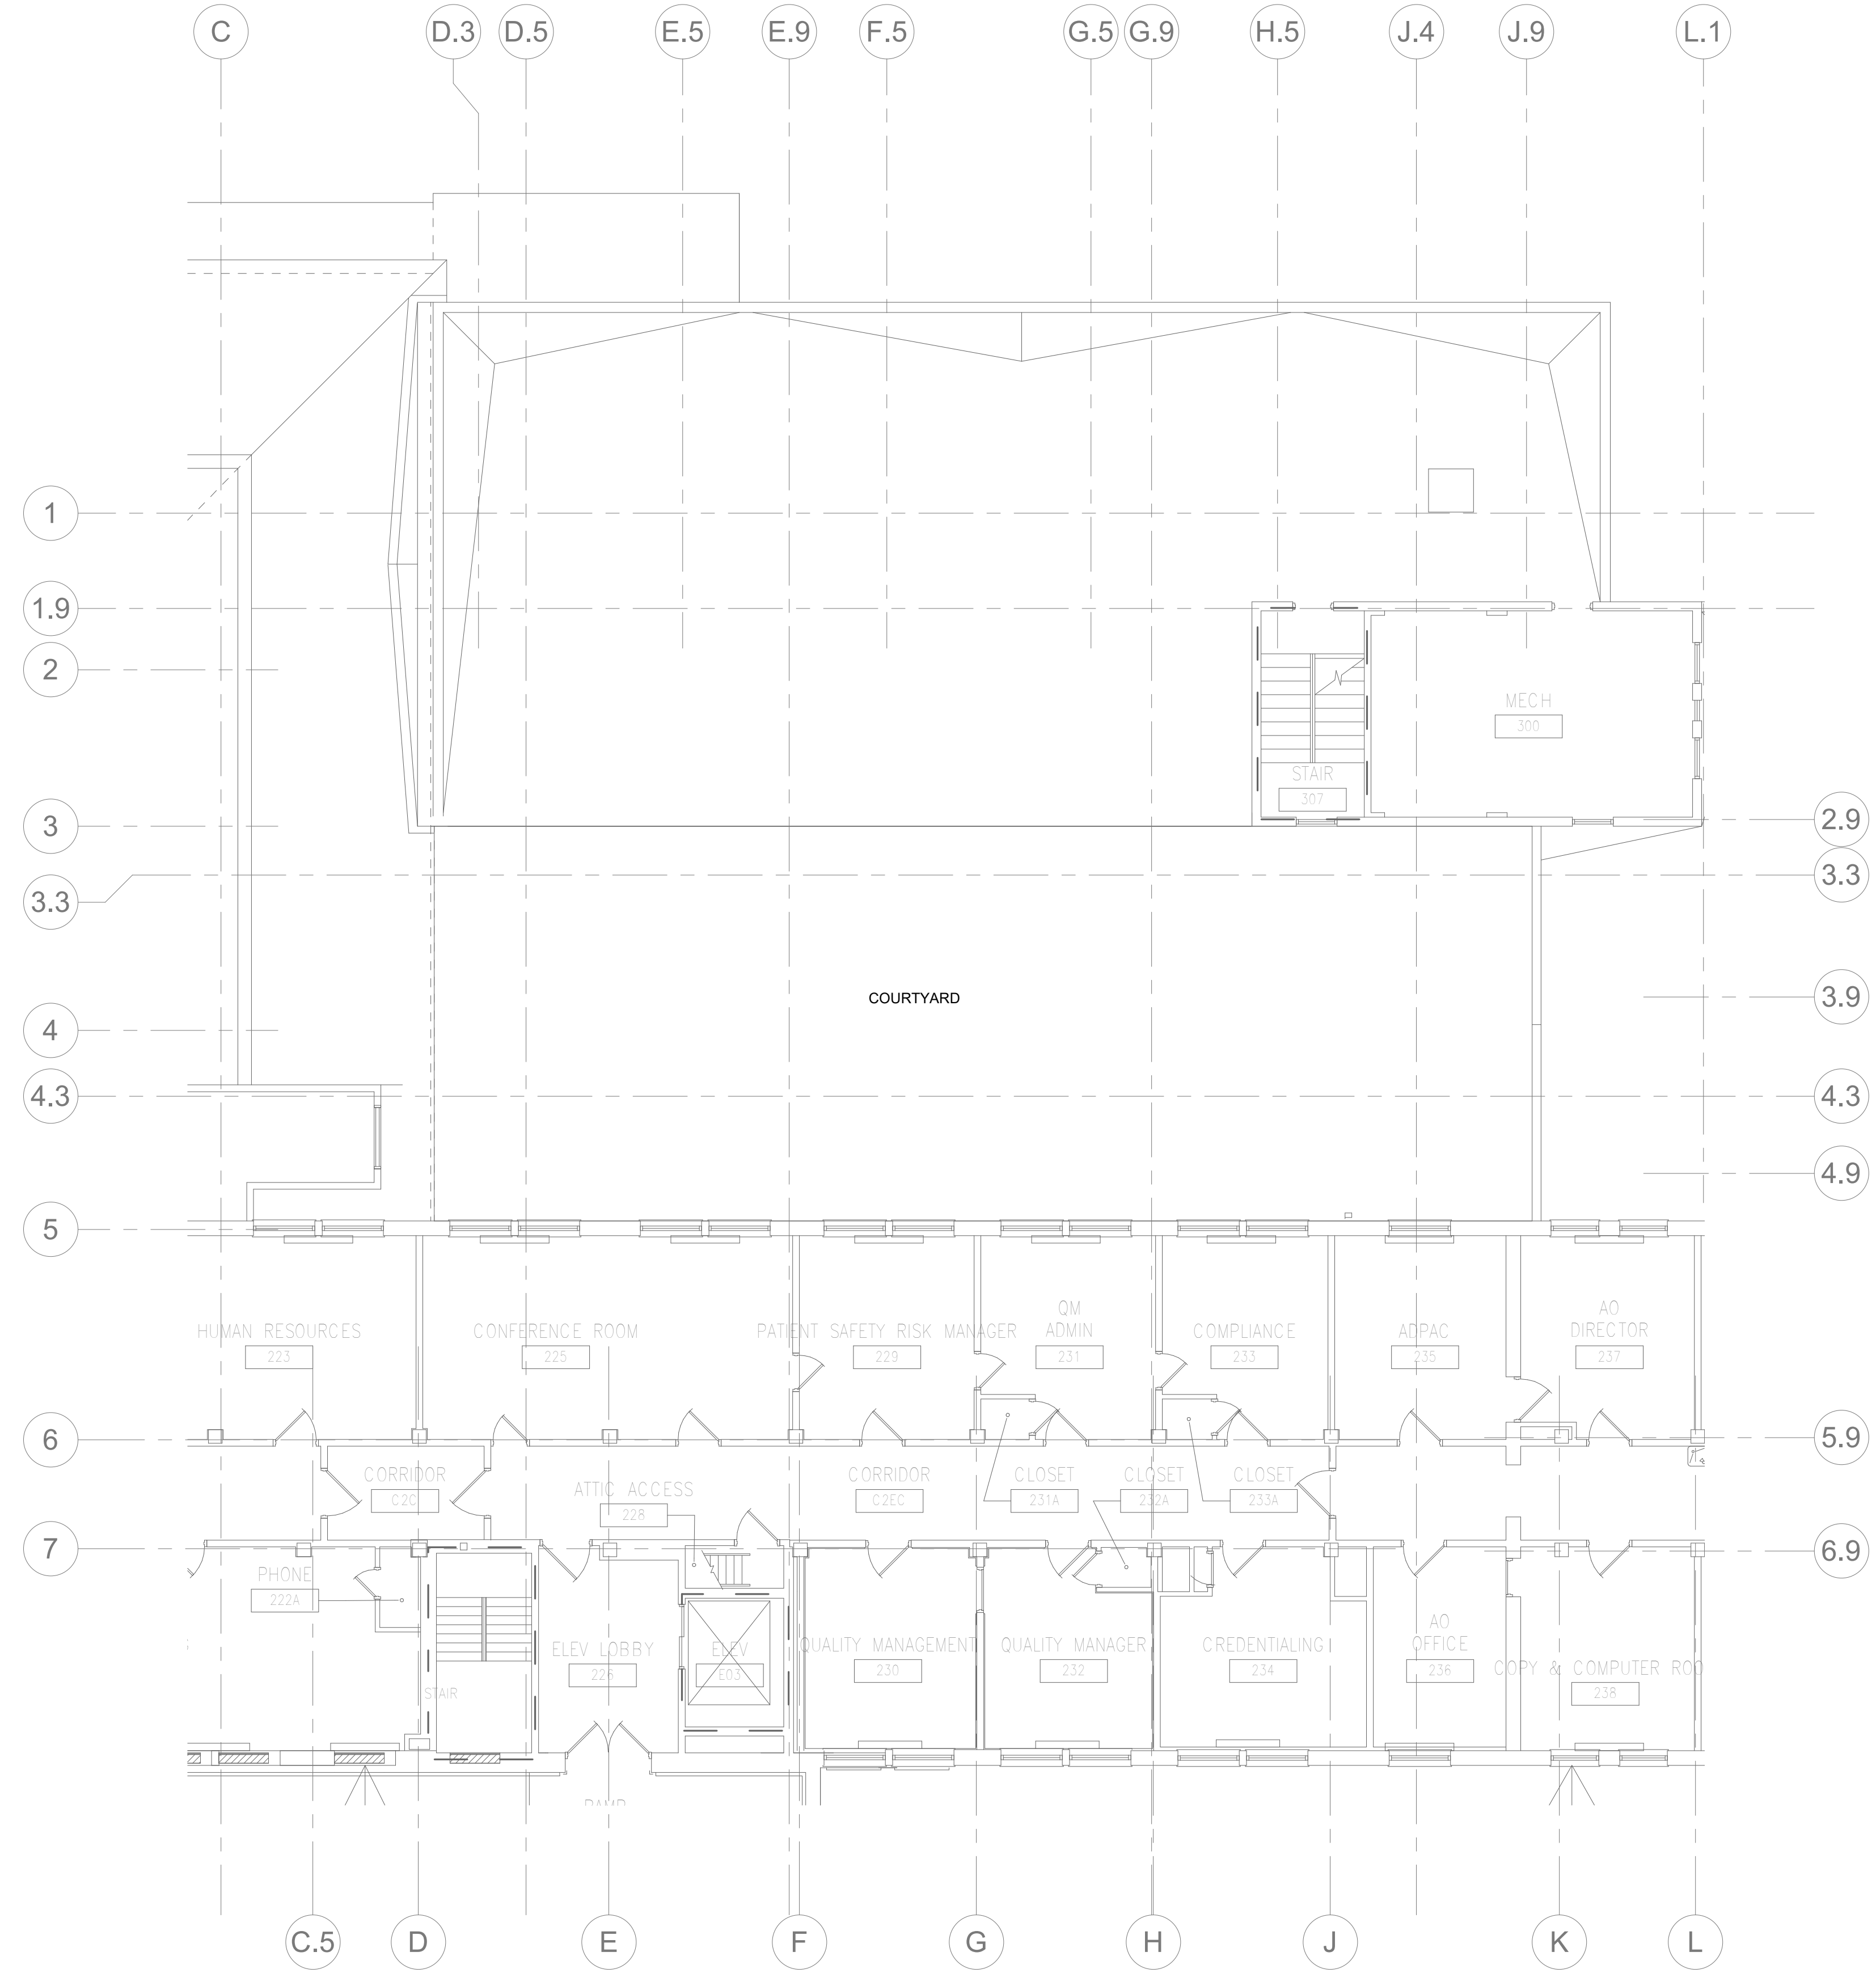 C
D.3
D.5
E.5
E.9
F.5
G.5
G.9
H.5
J.4
J.9
L.1
1
1.9
2
MECH
300
STAIR
307
3
2.9
3.3
3.3
COURTYARD
3.9
4
4.3
4.3
4.9
5
HUMAN RESOURCES
223
CONFERENCE ROOM
225
PATIENT SAFETY RISK MANAGER
229
QM
ADMIN
231
COMPLIANCE
233
ADPAC
235
AO
DIRECTOR
237
6
5.9
CORRIDOR
C2C
ATTIC ACCESS
228
CORRIDOR
C2EC
CLOSET
231A
CLOSET
232A
CLOSET
233A
7
6.9
PHONE
222A
STAIR
ELEV LOBBY
226
ELEV
E03
QUALITY MANAGEMENT
230
QUALITY MANAGER
232
CREDENTIALING
234
AO
OFFICE
236
COPY & COMPUTER ROO
238
RAMP
C.5
D
E
F
G
H
J
K
L